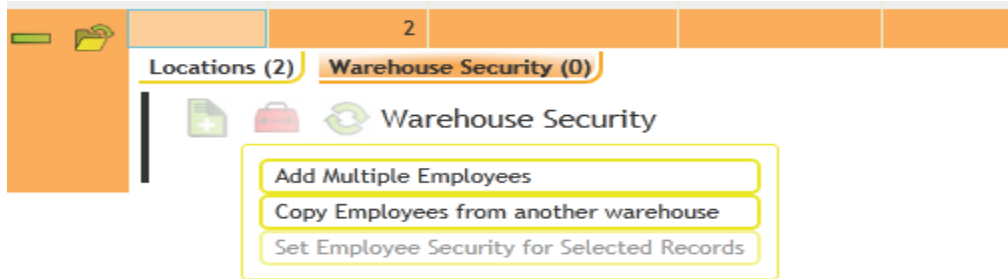 2
Locations (2) Warehouse Security (0)
Warehouse Security
Add Multiple Employees
Copy Employees from another warehouse
Set Employee Security for Selected Records